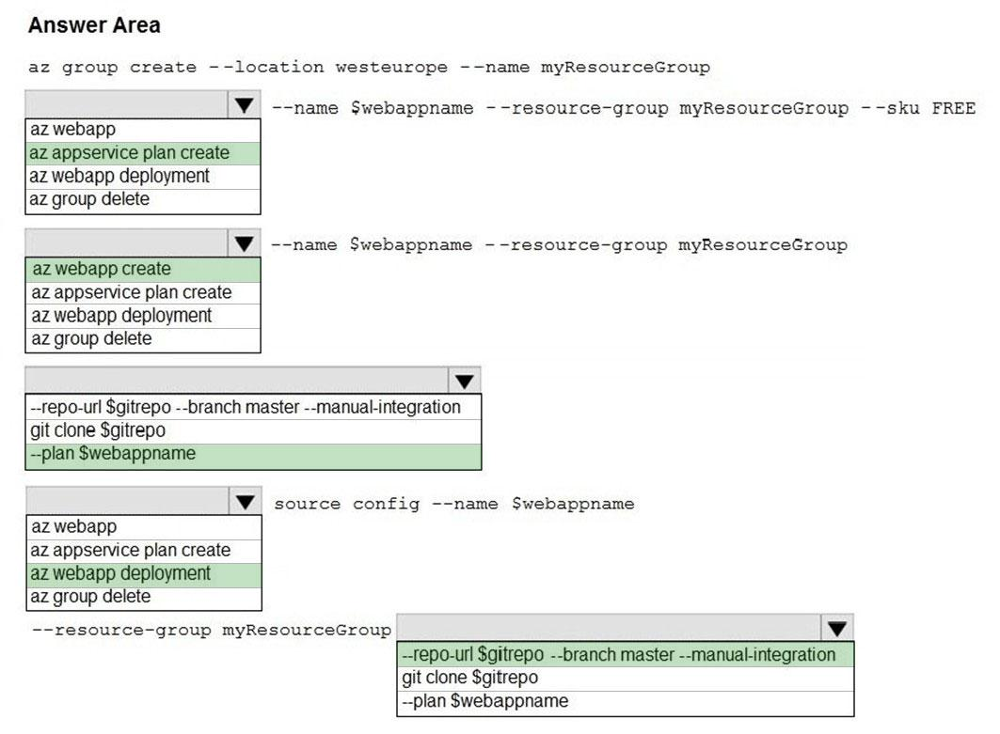 Answer Area
az group create --location westeurope --name myResourceGroup
--name $webappname --resource-group myResourceGroup --sku FREE
az webapp
az appservice plan create
az webapp deployment
az group delete
--name $webappname --resource-group myResourceGroup
az webapp create
az appservice plan create
az webapp deployment
az group delete
--repo-url $gitrepo --branch master --manual-integration
git clone $gitrepo
--plan $webappname
source config --name $webappname
az webapp
az appservice plan create
az webapp deployment
az group delete
--resource-group myResourceGroup
--repo-url $gitrepo --branch master --manual-integration
git clone $gitrepo
--plan $webappname